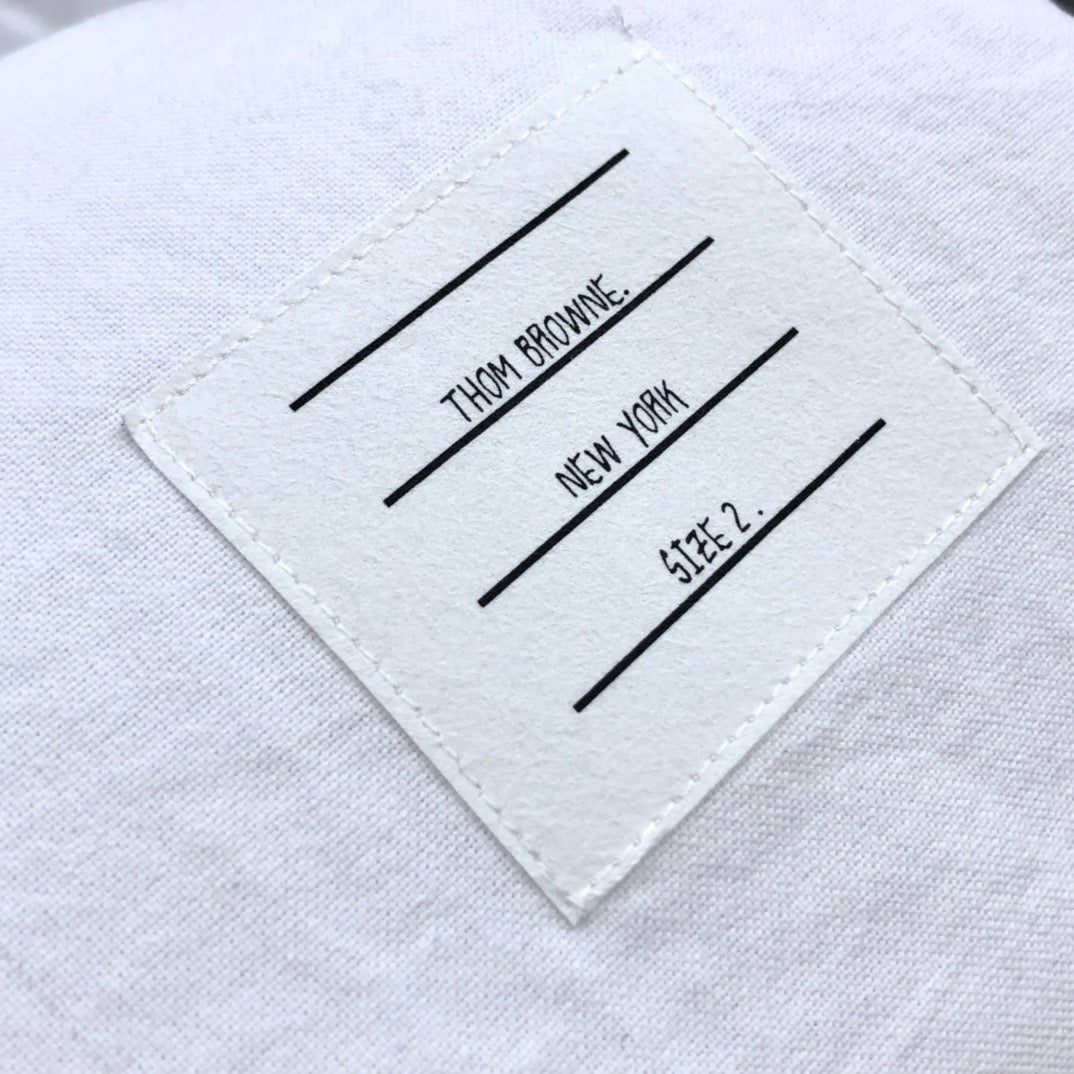 THOM BROWNE.
NEW YORK
SIZE 2 .